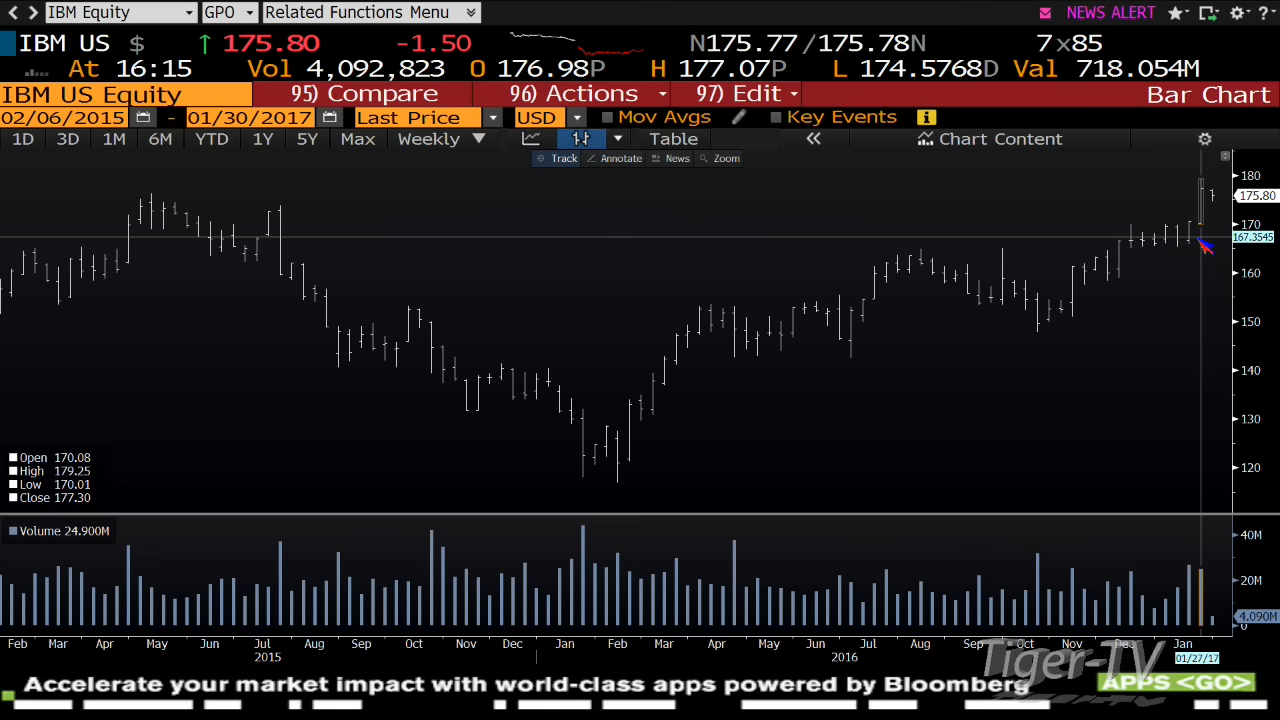 IBM Equity GPO Related Functions Menu NEWS ALERT ?
IBM US $ ↑ 175.80 -1.50 N175.77 /175.78N 7x85
At 16:15 Vol 4,092,823 O 176.98P H 177.07P L 174.5768D Val 718.054M
IBM US Equity 95) Compare 96) Actions 97) Edit Bar Chart
02/06/2015 - 01/30/2017 Last Price USD Mov Avgs Key Events i
1D 3D 1M 6M YTD 1Y 5Y Max Weekly Table « Chart Content
Track Annotate News Zoom
180
175.80
170
167.3545
160
150
140
130
120
Open 170.08
High 179.25
Low 170.01
Close 177.30
Volume 24.900M
40M
20M
4.090M
0
Feb Mar Apr May Jun Jul Aug Sep Oct Nov Dec Jan Feb Mar Apr May Jun Jul Aug Sep Oct Nov Dec Jan
2015 2016 01/27/17
Tiger-TV
Accelerate your market impact with world-class apps powered by Bloomberg APPS <GO>